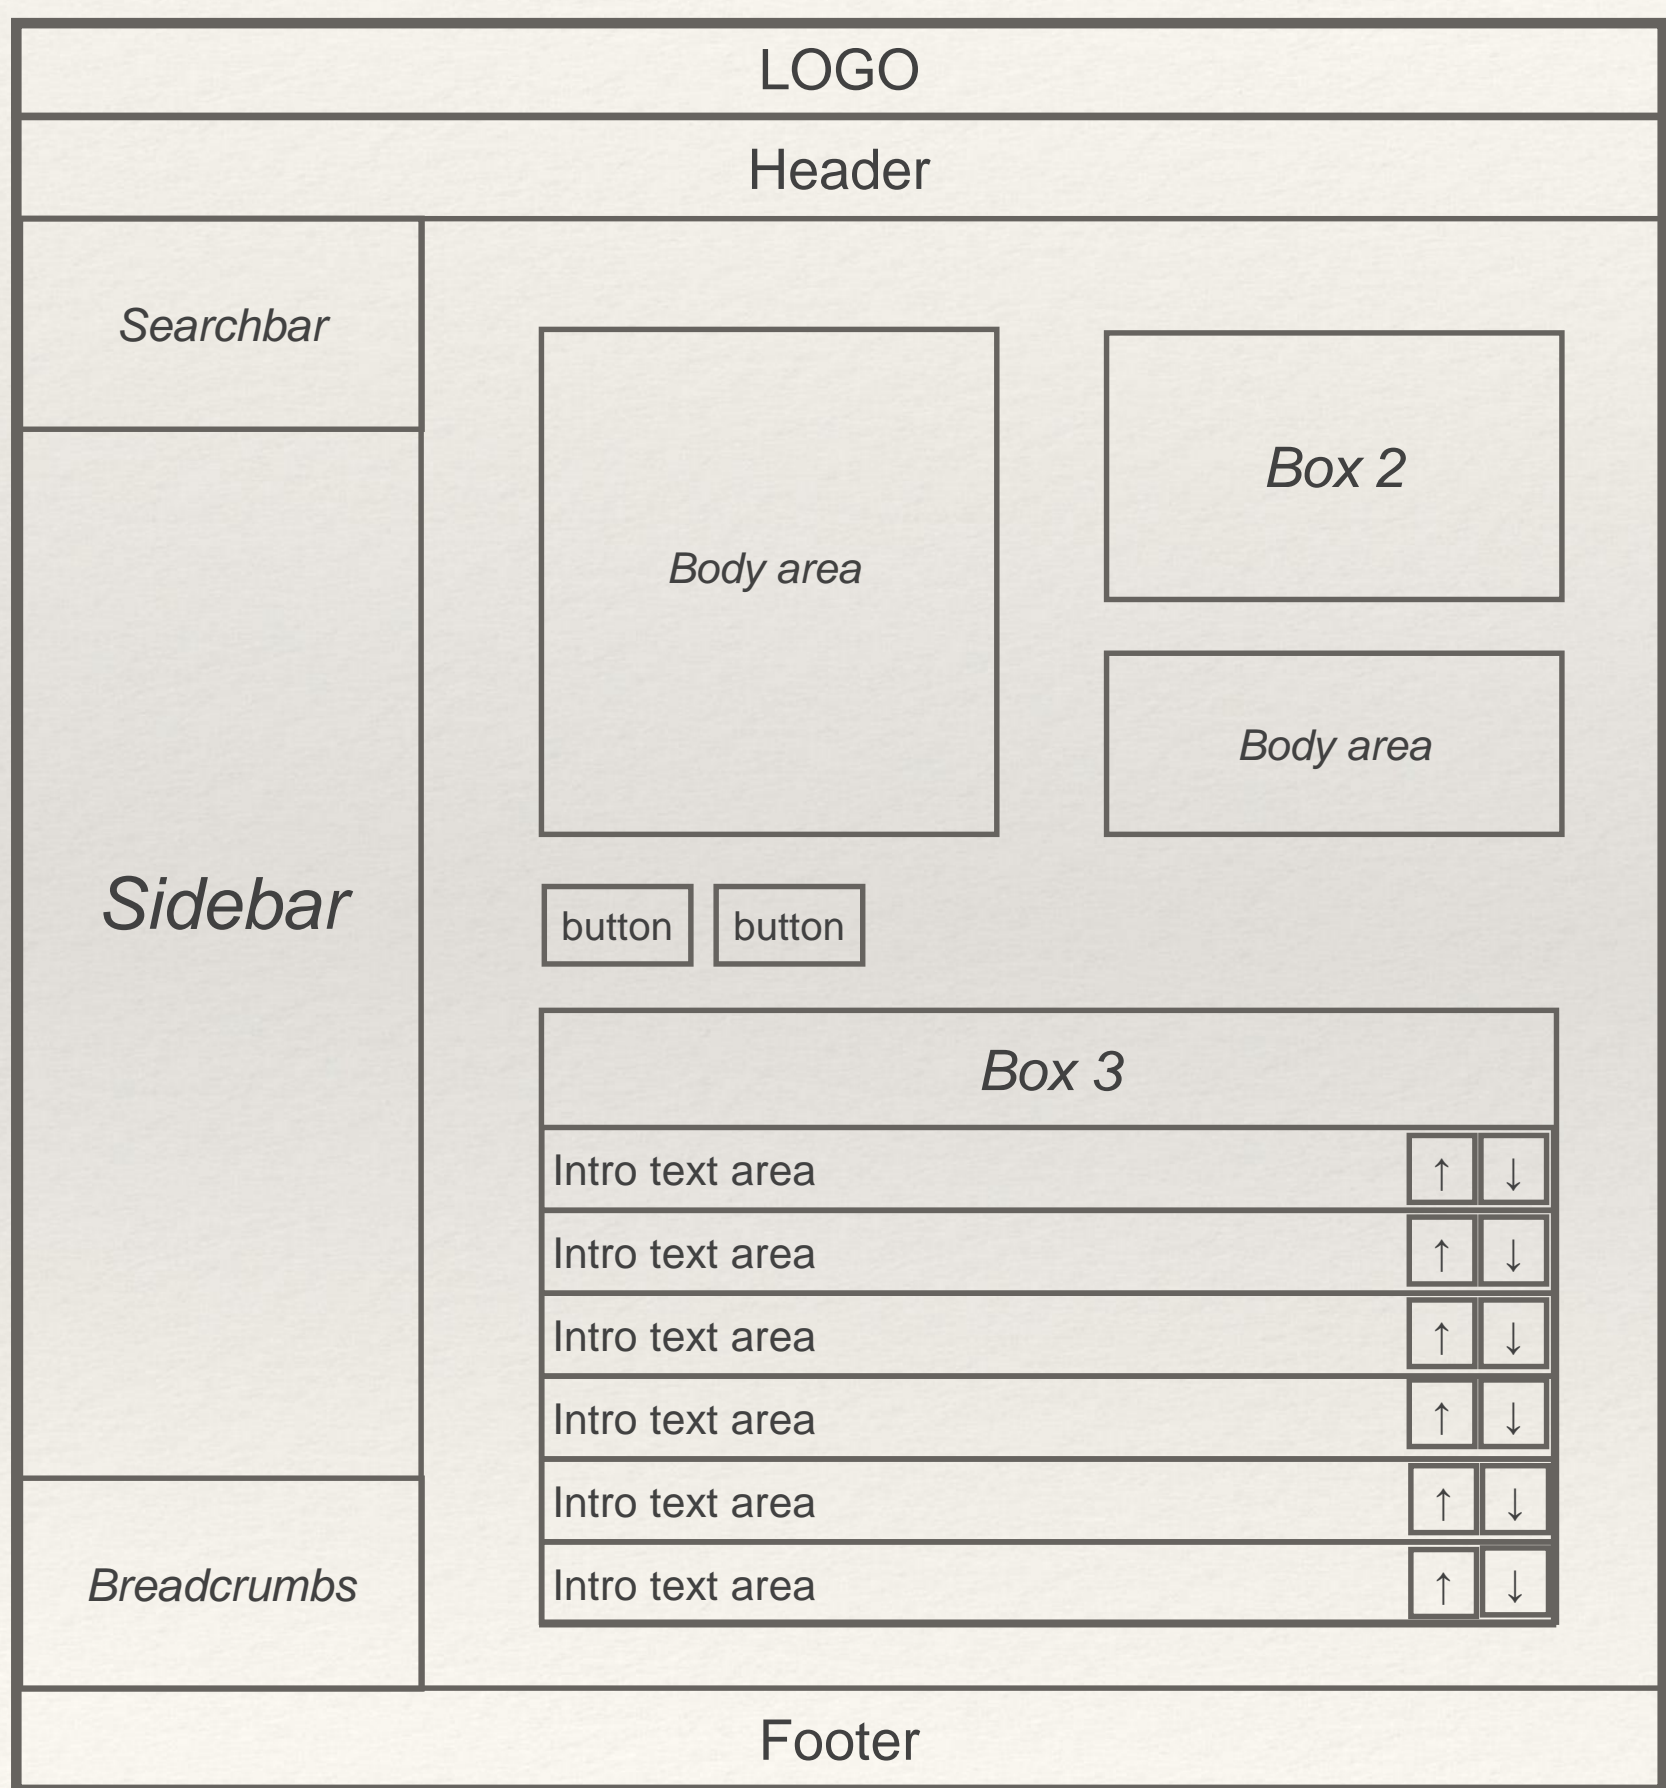 LOGO
Header
Searchbar
Sidebar
Breadcrumbs
Body area
Box 2
Body area
button button
Box 3
Intro text area ↑ ↓
Intro text area ↑ ↓
Intro text area ↑ ↓
Intro text area ↑ ↓
Intro text area ↑ ↓
Intro text area ↑ ↓
Footer